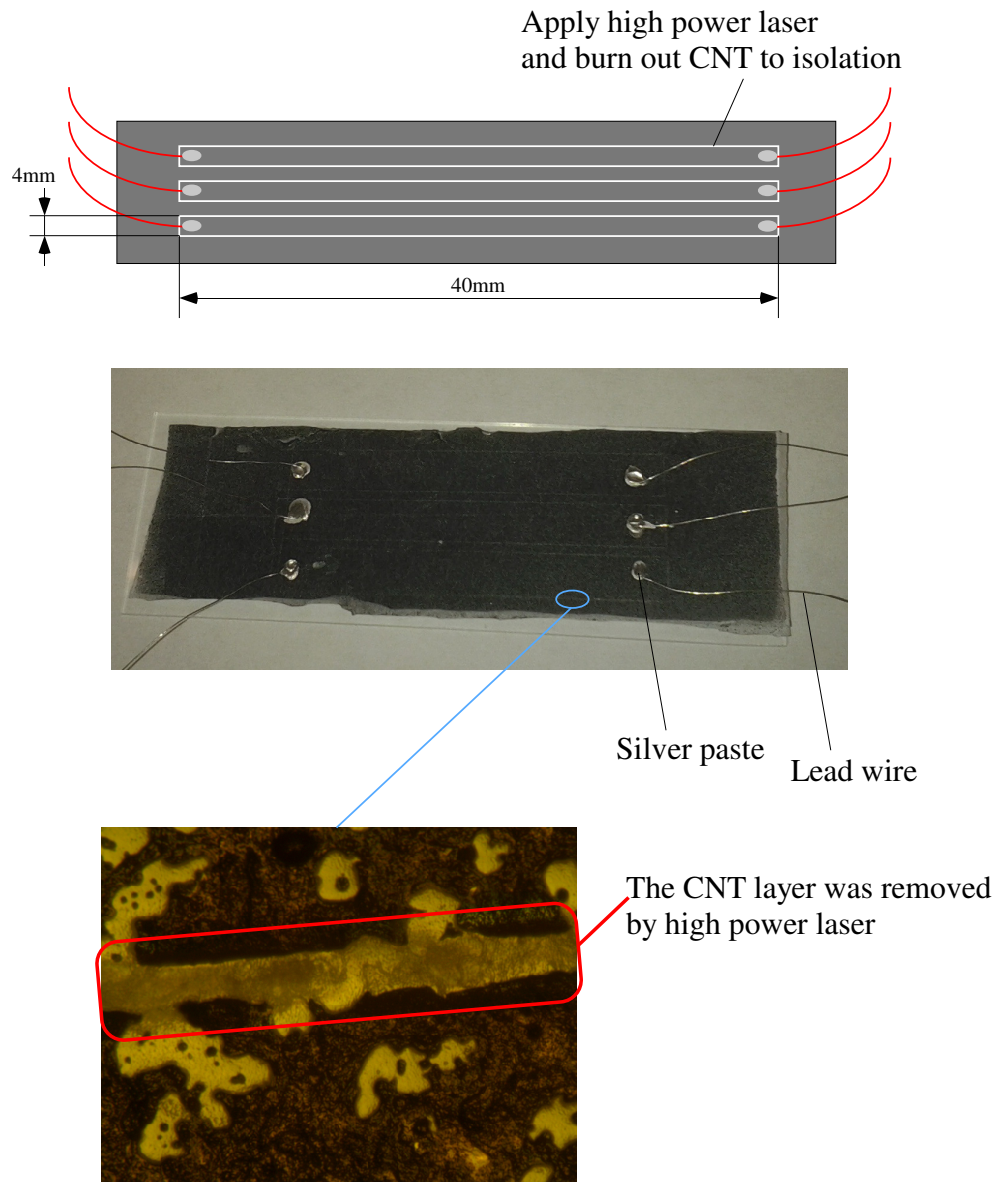 Apply high power laser
and burn out CNT to isolation
4mm
40mm
Silver paste
Lead wire
The CNT layer was removed
by high power laser